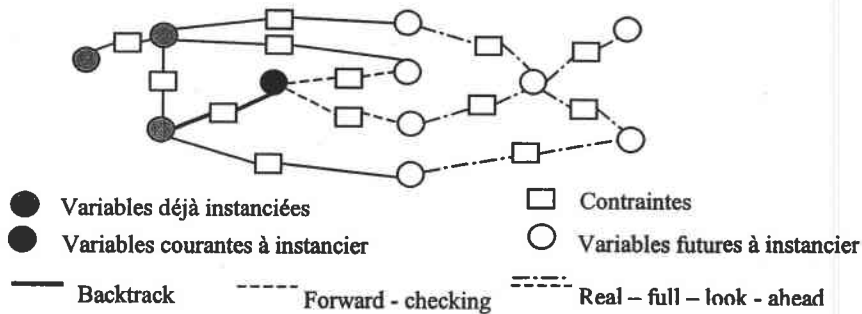 Variables déjà instanciées
Contraintes
Variables courantes à instancier
Variables futures à instancier
Backtrack
Forward - checking
Real – full – look - ahead